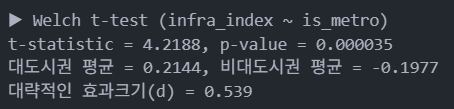 ▶ Welch t-test (infra_index ~ is_metro)
t-statistic = 4.2188, p-value = 0.000035
대도시권 평균 = 0.2144, 비대도시권 평균 = -0.1977
대략적인 효과크기(d) = 0.539